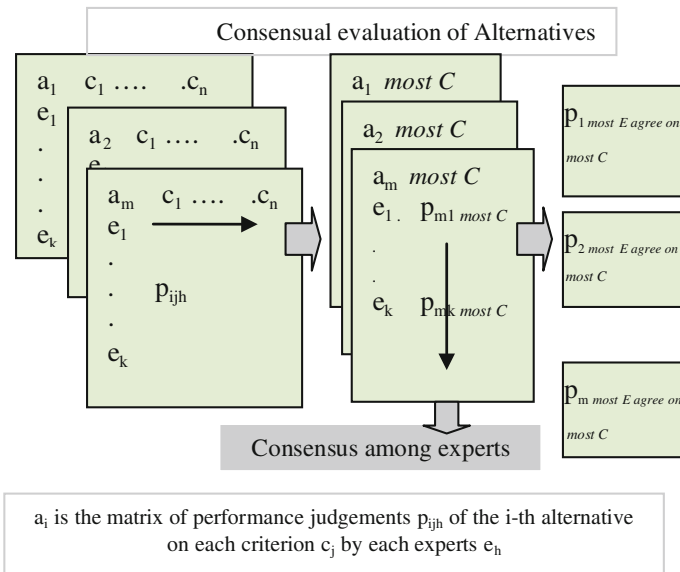 Consensual evaluation of Alternatives
a1 c1 …. .cn
e1
.
.
.
ek
a2 c1 …. .cn
e
am c1 …. .cn
e1
.
. pijh
.
ek
a1 most C
a2 most C
am most C
e1 . pm1 most C
.
.
ek pmk most C
p1 most E agree on
most C
p2 most E agree on
most C
pm most E agree on
most C
Consensus among experts
ai is the matrix of performance judgements pijh of the i-th alternative
on each criterion cj by each experts eh